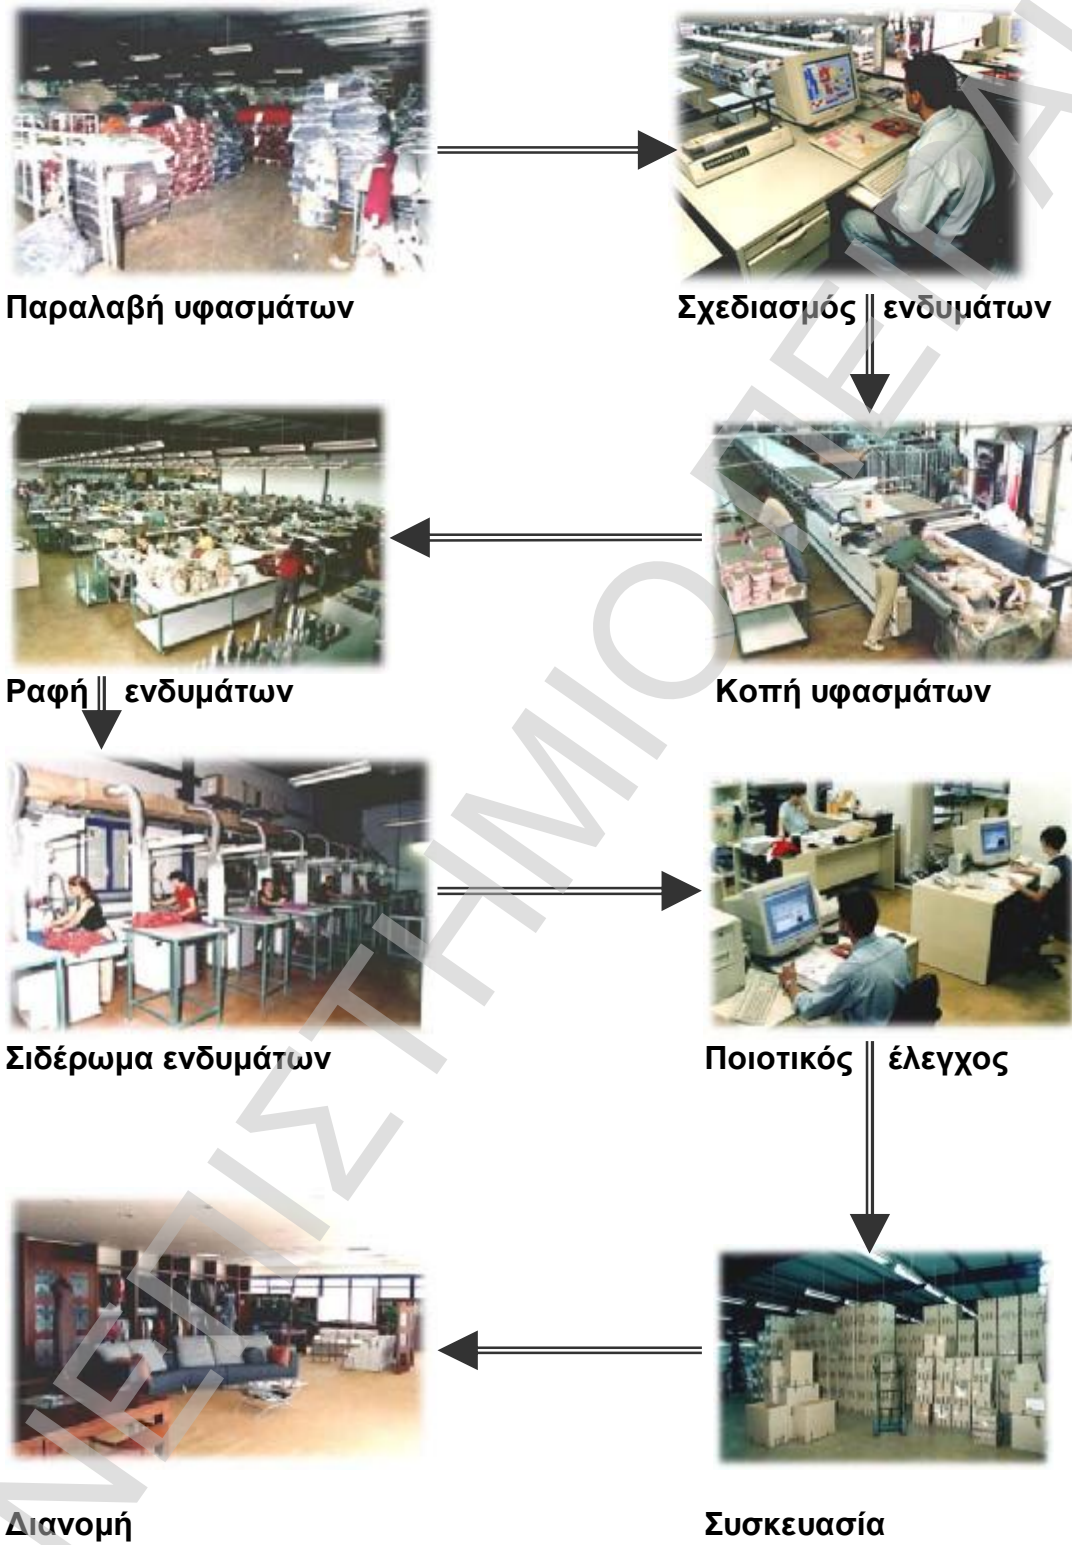 Παραλαβή υφασμάτων
Σχεδιασμός ενδυμάτων
Ραφή ενδυμάτων
Κοπή υφασμάτων
Σιδέρωμα ενδυμάτων
Ποιοτικός έλεγχος
Διανομή
Συσκευασία